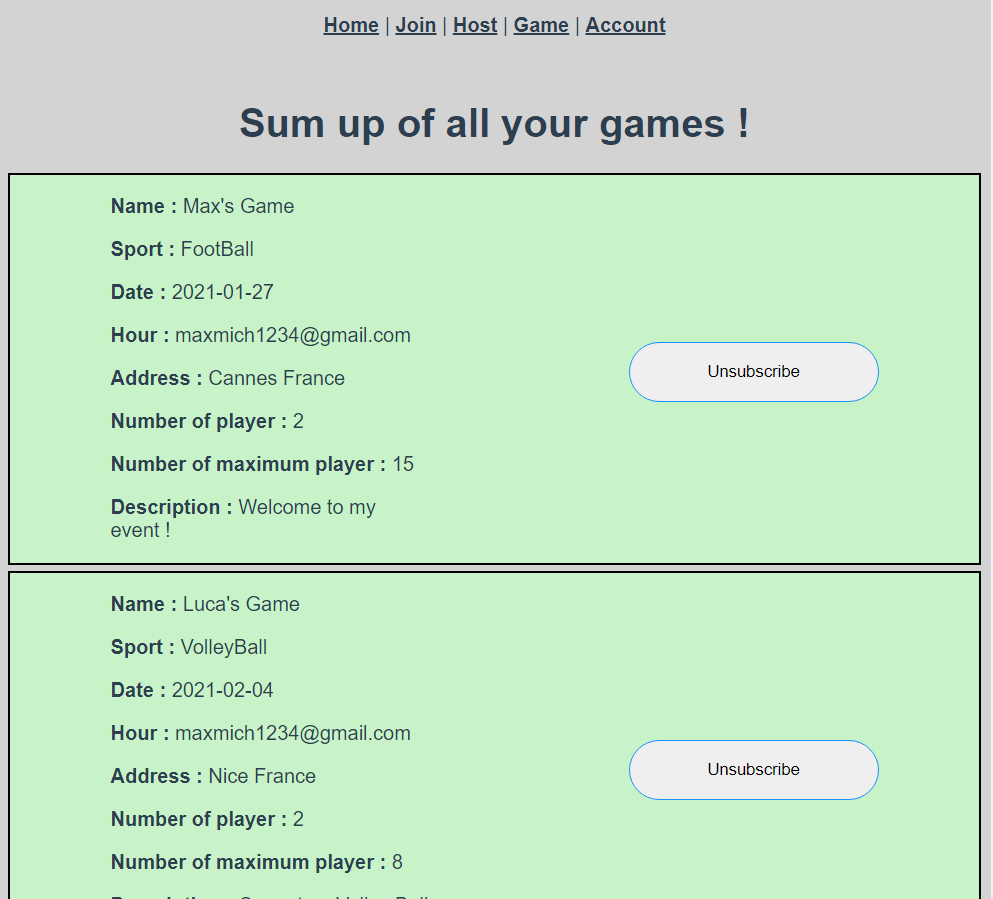 Home | Join | Host | Game | Account
Sum up of all your games !
Name : Max's Game
Sport : FootBall
Date : 2021-01-27
Hour : maxmich1234@gmail.com
Address : Cannes France
Number of player : 2
Number of maximum player : 15
Description : Welcome to my
event !
Unsubscribe
Name : Luca's Game
Sport : VolleyBall
Date : 2021-02-04
Hour : maxmich1234@gmail.com
Address : Nice France
Number of player : 2
Number of maximum player : 8
Unsubscribe